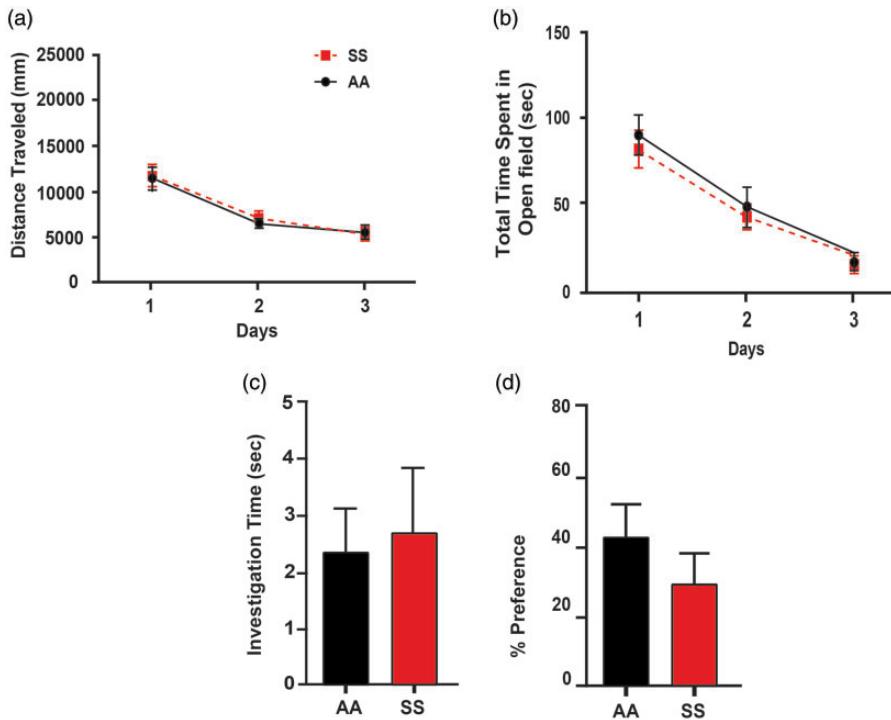 (a)
25000
20000
15000
10000
5000
0
Distance Traveled (mm)
SS
AA
1 2 3
Days
(b)
150
100
50
0
Total Time Spent in
Open field (sec)
1 2 3
Days
(c)
5
4
3
2
1
0
Investigation Time (sec)
AA SS
(d)
80
60
40
20
0
% Preference
AA SS